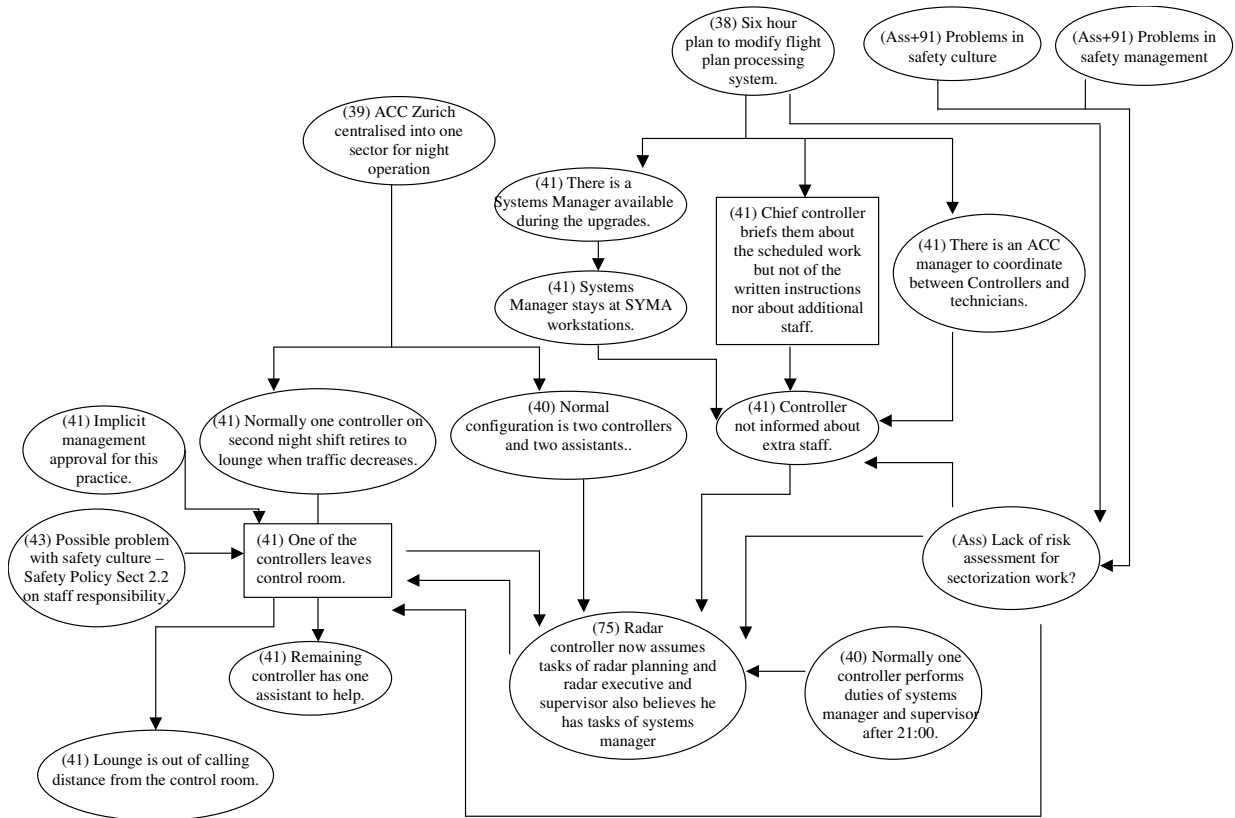 (38) Six hour
plan to modify flight
plan processing
system.
(Ass+91) Problems in
safety culture
(Ass+91) Problems in
safety management
(39) ACC Zurich
centralised into one
sector for night
operation
(41) There is a
Systems Manager available
during the upgrades.
(41) Chief controller
briefs them about
the scheduled work
but not of the
written instructions
nor about additional
staff.
(41) There is an ACC
manager to coordinate
between Controllers and
technicians.
(41) Systems
Manager stays at SYMA
workstations.
(41) Implicit
management
approval for this
practice.
(41) Normally one controller on
second night shift retires to
lounge when traffic decreases.
(40) Normal
configuration is two controllers
and two assistants..
(41) Controller
not informed about
extra staff.
(43) Possible problem
with safety culture –
Safety Policy Sect 2.2
on staff responsibility.
(41) One of the
controllers leaves
control room.
(Ass) Lack of risk
assessment for
sectorization work?
(41) Remaining
controller has one
assistant to help.
(75) Radar
controller now assumes
tasks of radar planning and
radar executive and
supervisor also believes he
has tasks of systems
manager
(40) Normally one
controller performs
duties of systems
manager and supervisor
after 21:00.
(41) Lounge is out of calling
distance from the control room.